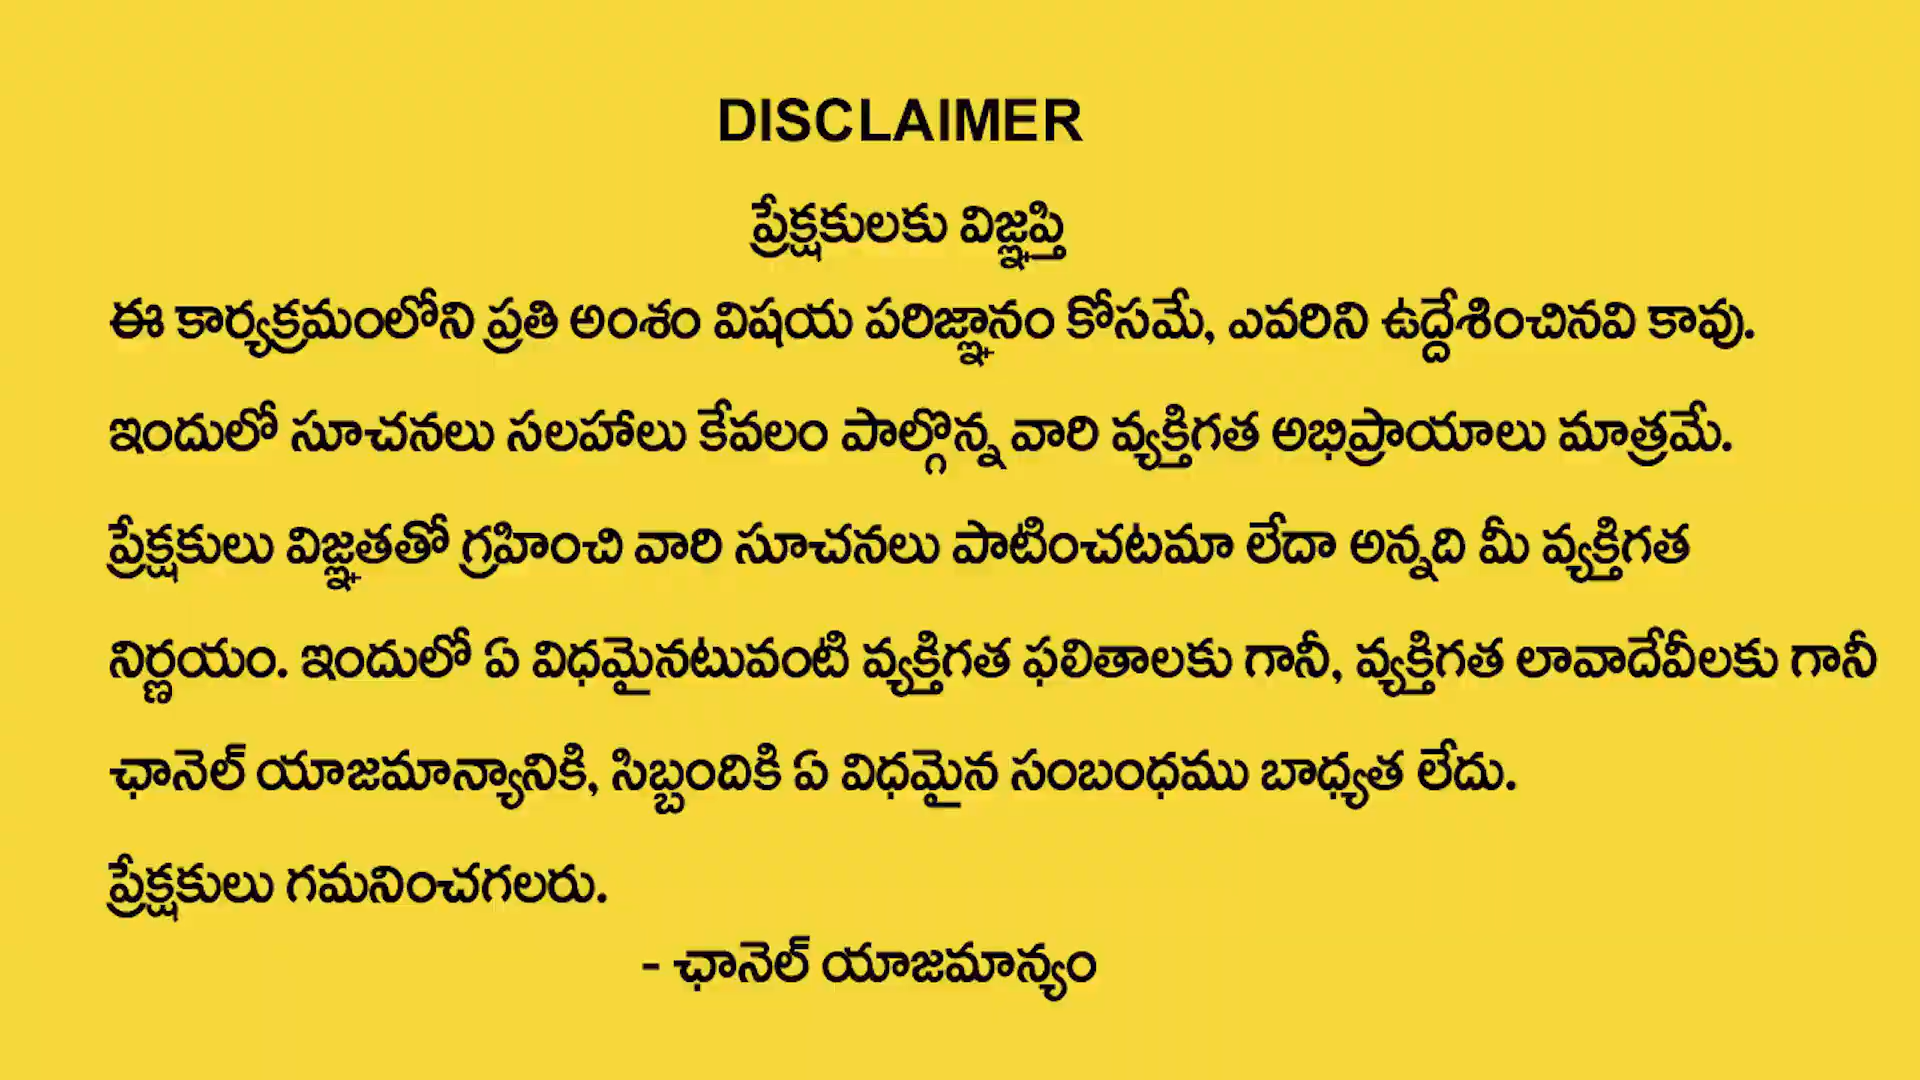 DISCLAIMER
ప్రేక్షకులకు విజ్ఞప్తి
ఈ కార్యక్రమంలోని ప్రతి అంశం విషయ పరిజ్ఞానం కోసమే, ఎవరిని ఉద్దేశించినవి కావు.
ఇందులో సూచనలు సలహాలు కేవలం పాల్గొన్న వారి వ్యక్తిగత అభిప్రాయాలు మాత్రమే.
ప్రేక్షకులు విజ్ఞతతో గ్రహించి వారి సూచనలు పాటించటమా లేదా అన్నది మీ వ్యక్తిగత
నిర్ణయం. ఇందులో ఏ విధమైనటువంటి వ్యక్తిగత ఫలితాలకు గానీ, వ్యక్తిగత లావాదేవీలకు గానీ
ఛానెల్ యాజమాన్యానికి, సిబ్బందికి ఏ విధమైన సంబంధము బాధ్యత లేదు.
ప్రేక్షకులు గమనించగలరు.
- ఛానెల్ యాజమాన్యం